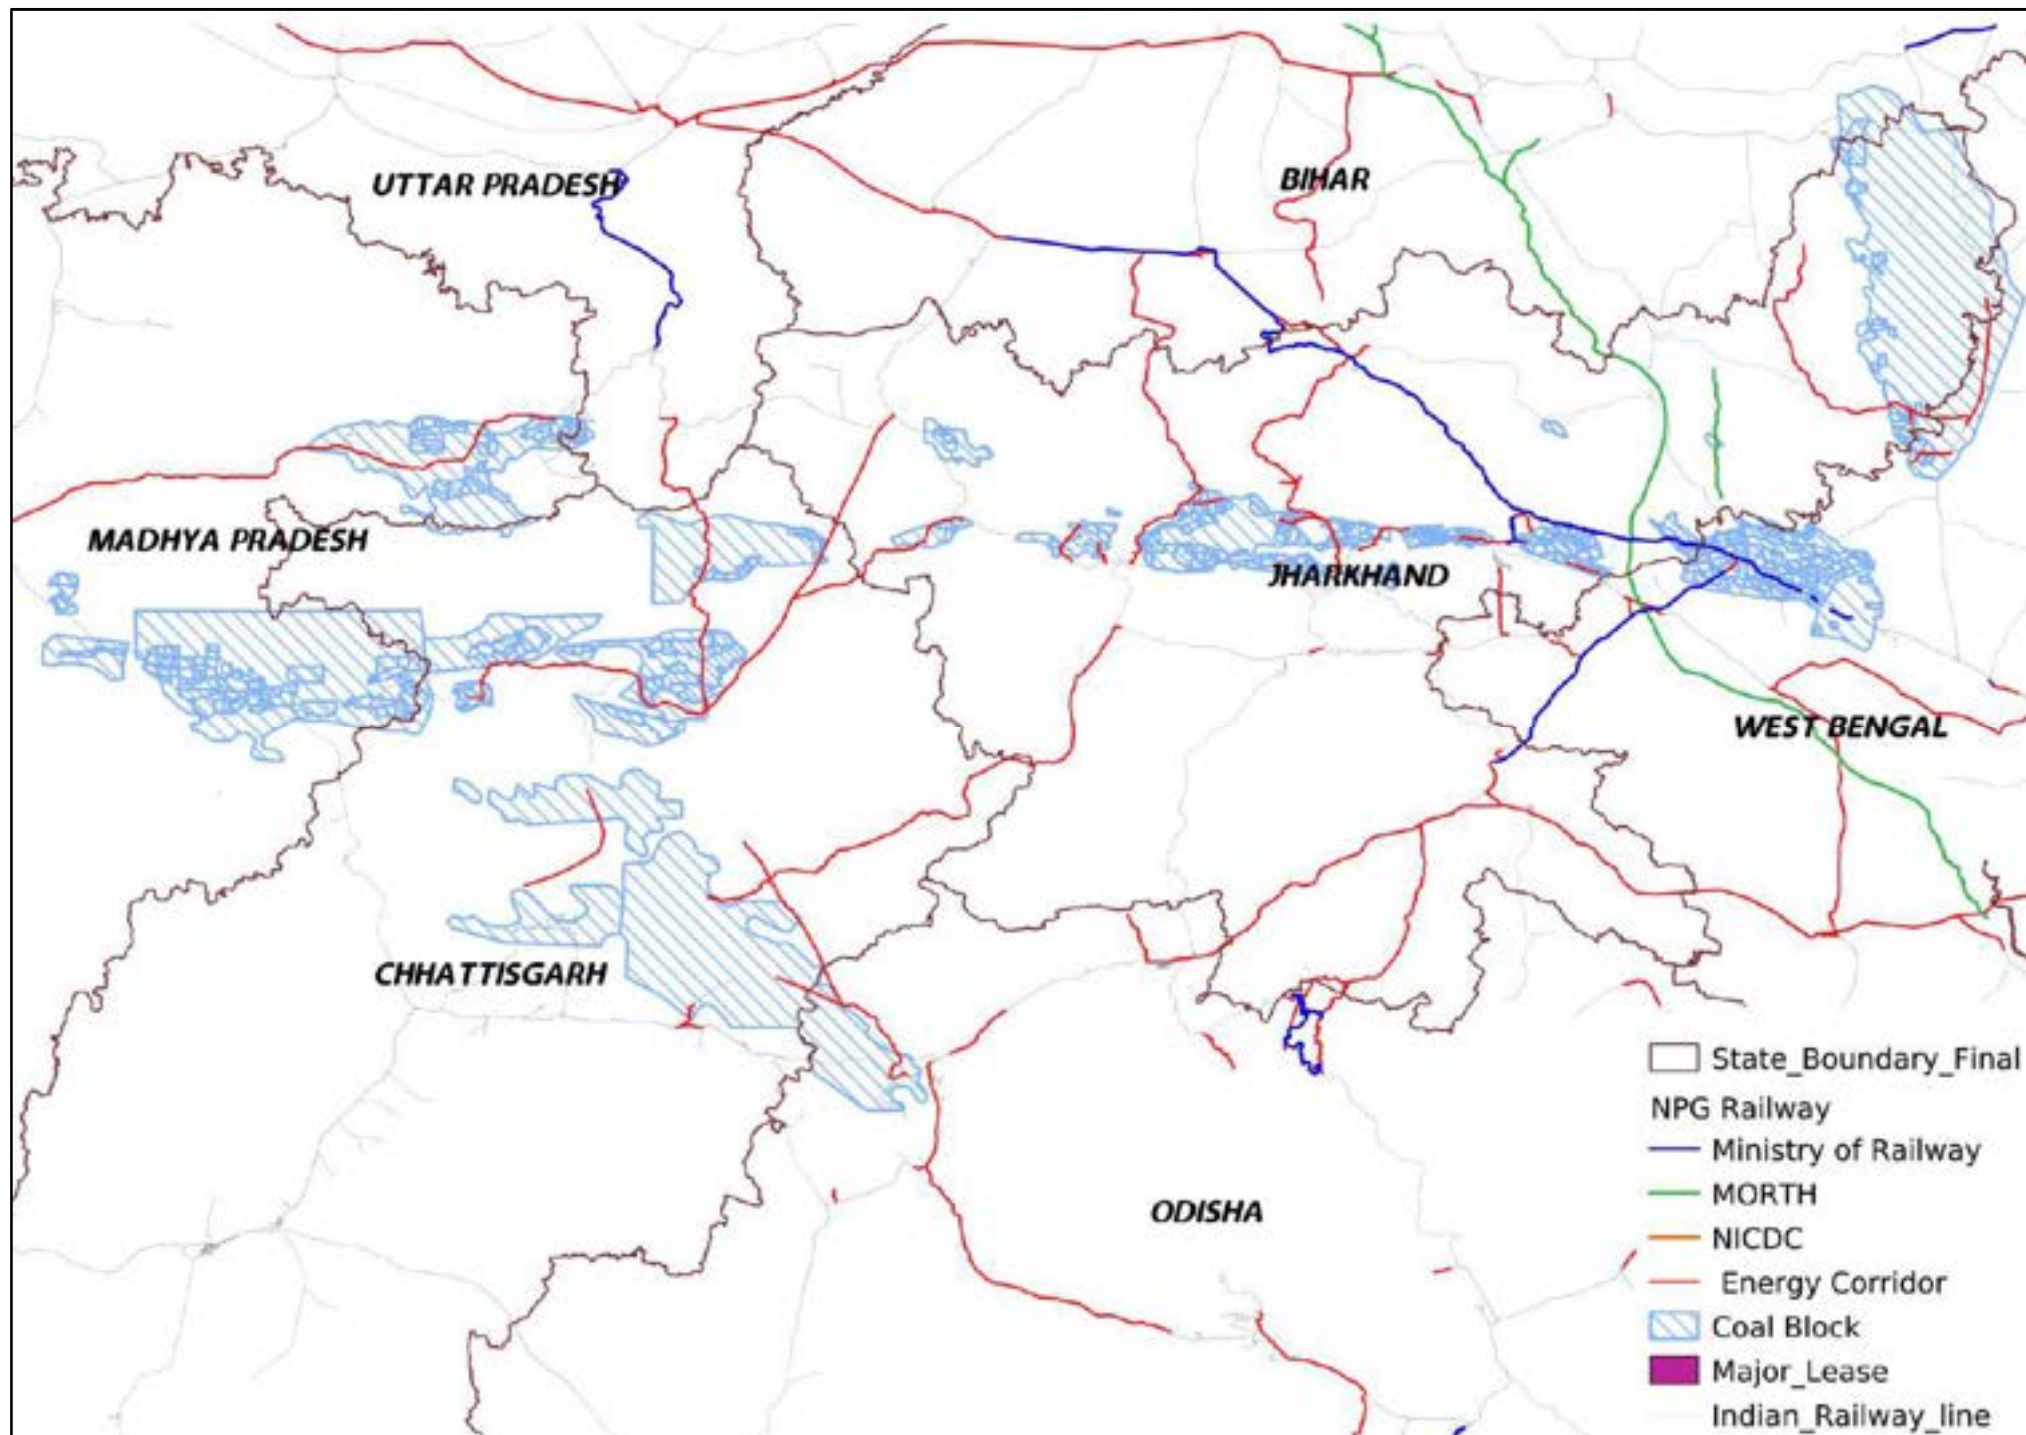 UTTAR PRADESH
BIHAR
MADHYA PRADESH
JHARKHAND
WEST BENGAL
CHHATTISGARH
ODISHA
State_Boundary_Final
NPG Railway
Ministry of Railway
MORTH
NICDC
Energy Corridor
Coal Block
Major_Lease
Indian_Railway_line